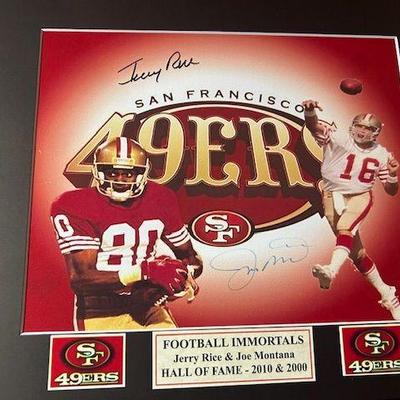 Jerry Rice
SAN FRANCISCO
49ERS
80
16
SF
FOOTBALL IMMORTALS
Jerry Rice & Joe Montana
HALL OF FAME - 2010 & 2000
SF
49ERS
SF
49ERS